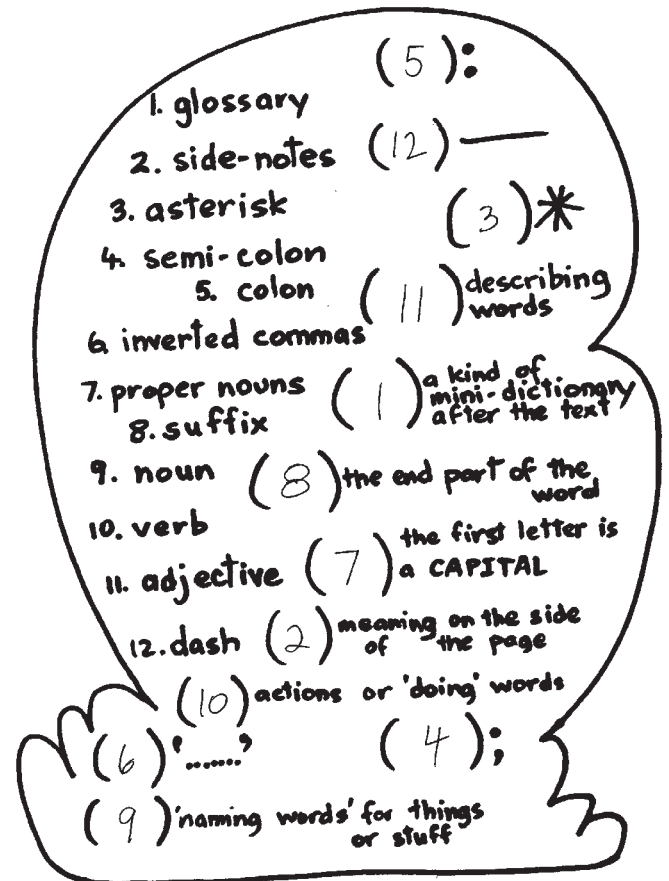 (5):
1. glossary
2. side-notes (12) —
3. asterisk (3) *
4. semi-colon
5. colon (11) describing
words
6. inverted commas
7. proper nouns (1) a kind of
mini-dictionary
after the text
8. suffix
9. noun (8) the end part of the
word
10. verb
11. adjective (7) the first letter is
a CAPITAL
12. dash (2) meaning on the side
of the page
(10) actions or 'doing' words
(6) '.......' (4);
(9) 'naming words' for things
or stuff